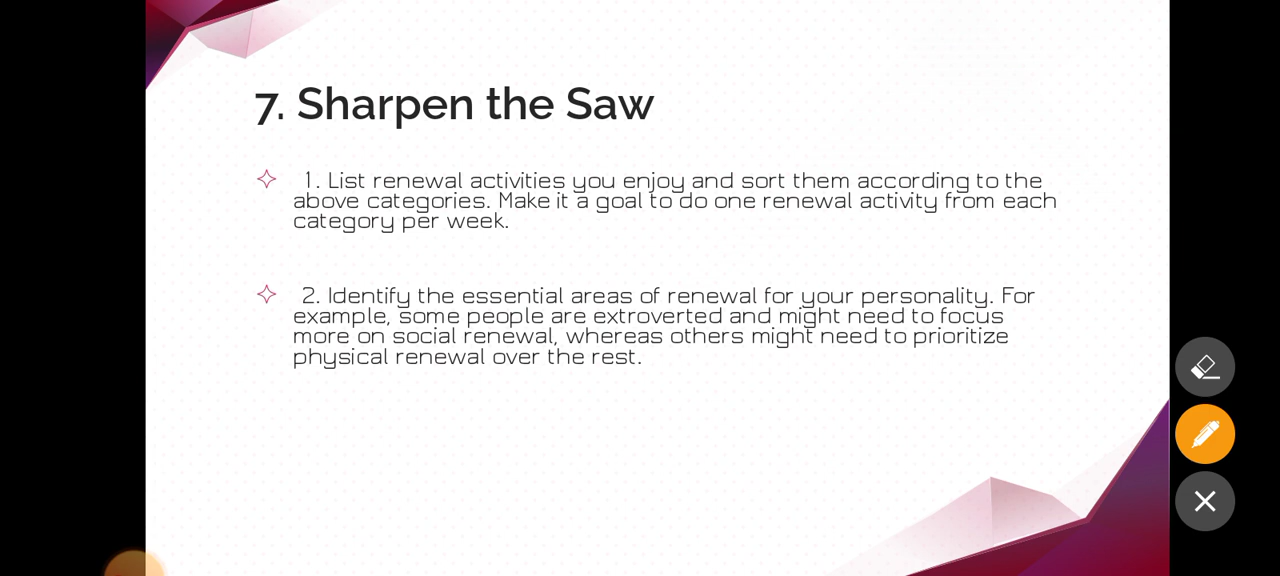 7. Sharpen the Saw
1. List renewal activities you enjoy and sort them according to the
above categories. Make it a goal to do one renewal activity from each
category per week.
2. Identify the essential areas of renewal for your personality. For
example, some people are extroverted and might need to focus
more on social renewal, whereas others might need to prioritize
physical renewal over the rest.